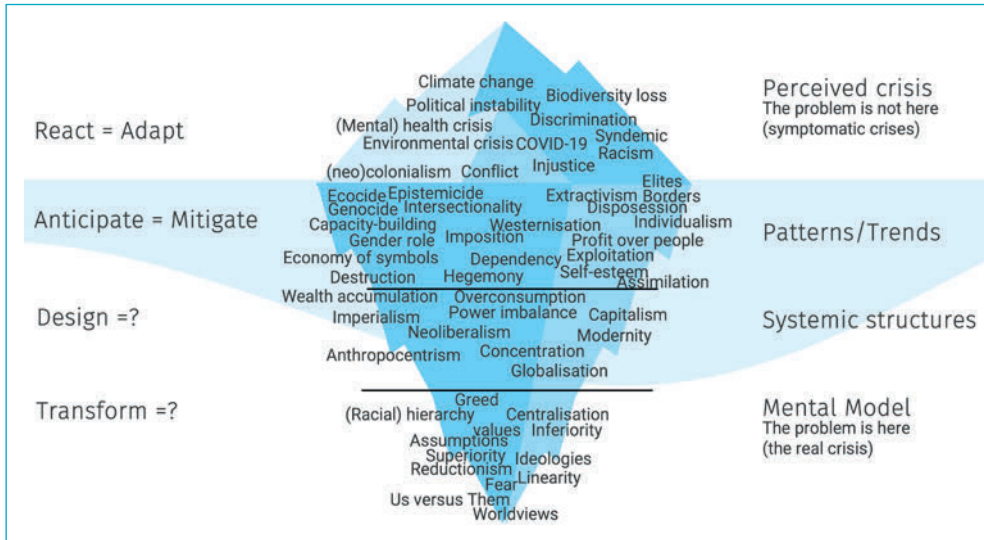 Climate change
Perceived crisis
The problem is not here
(symptomatic crises)
Biodiversity loss
Political instability
React = Adapt
(Mental) health crisis
Discrimination
Syndemic
Environmental crisis
COVID-19
Racism
Injustice
(neo)colonialism
Conflict
Elites
Anticipate = Mitigate
Ecocide
Epistemicide
Extractivism
Borders
Genocide
Intersectionality
Disposession
Capacity-building
Westernisation
Individualism
Patterns/Trends
Gender role
Imposition
Profit over people
Economy of symbols
Dependency
Exploitation
Destruction
Hegemony
Self-esteem
Assimilation
Design =?
Wealth accumulation
Overconsumption
Systemic structures
Imperialism
Power imbalance
Capitalism
Neoliberalism
Modernity
Anthropocentrism
Concentration
Globalisation
Transform =?
Greed
Mental Model
The problem is here
(the real crisis)
(Racial) hierarchy
Centralisation
values
Inferiority
Assumptions
Superiority
Ideologies
Reductionism
Linearity
Fear
Us versus Them
Worldviews